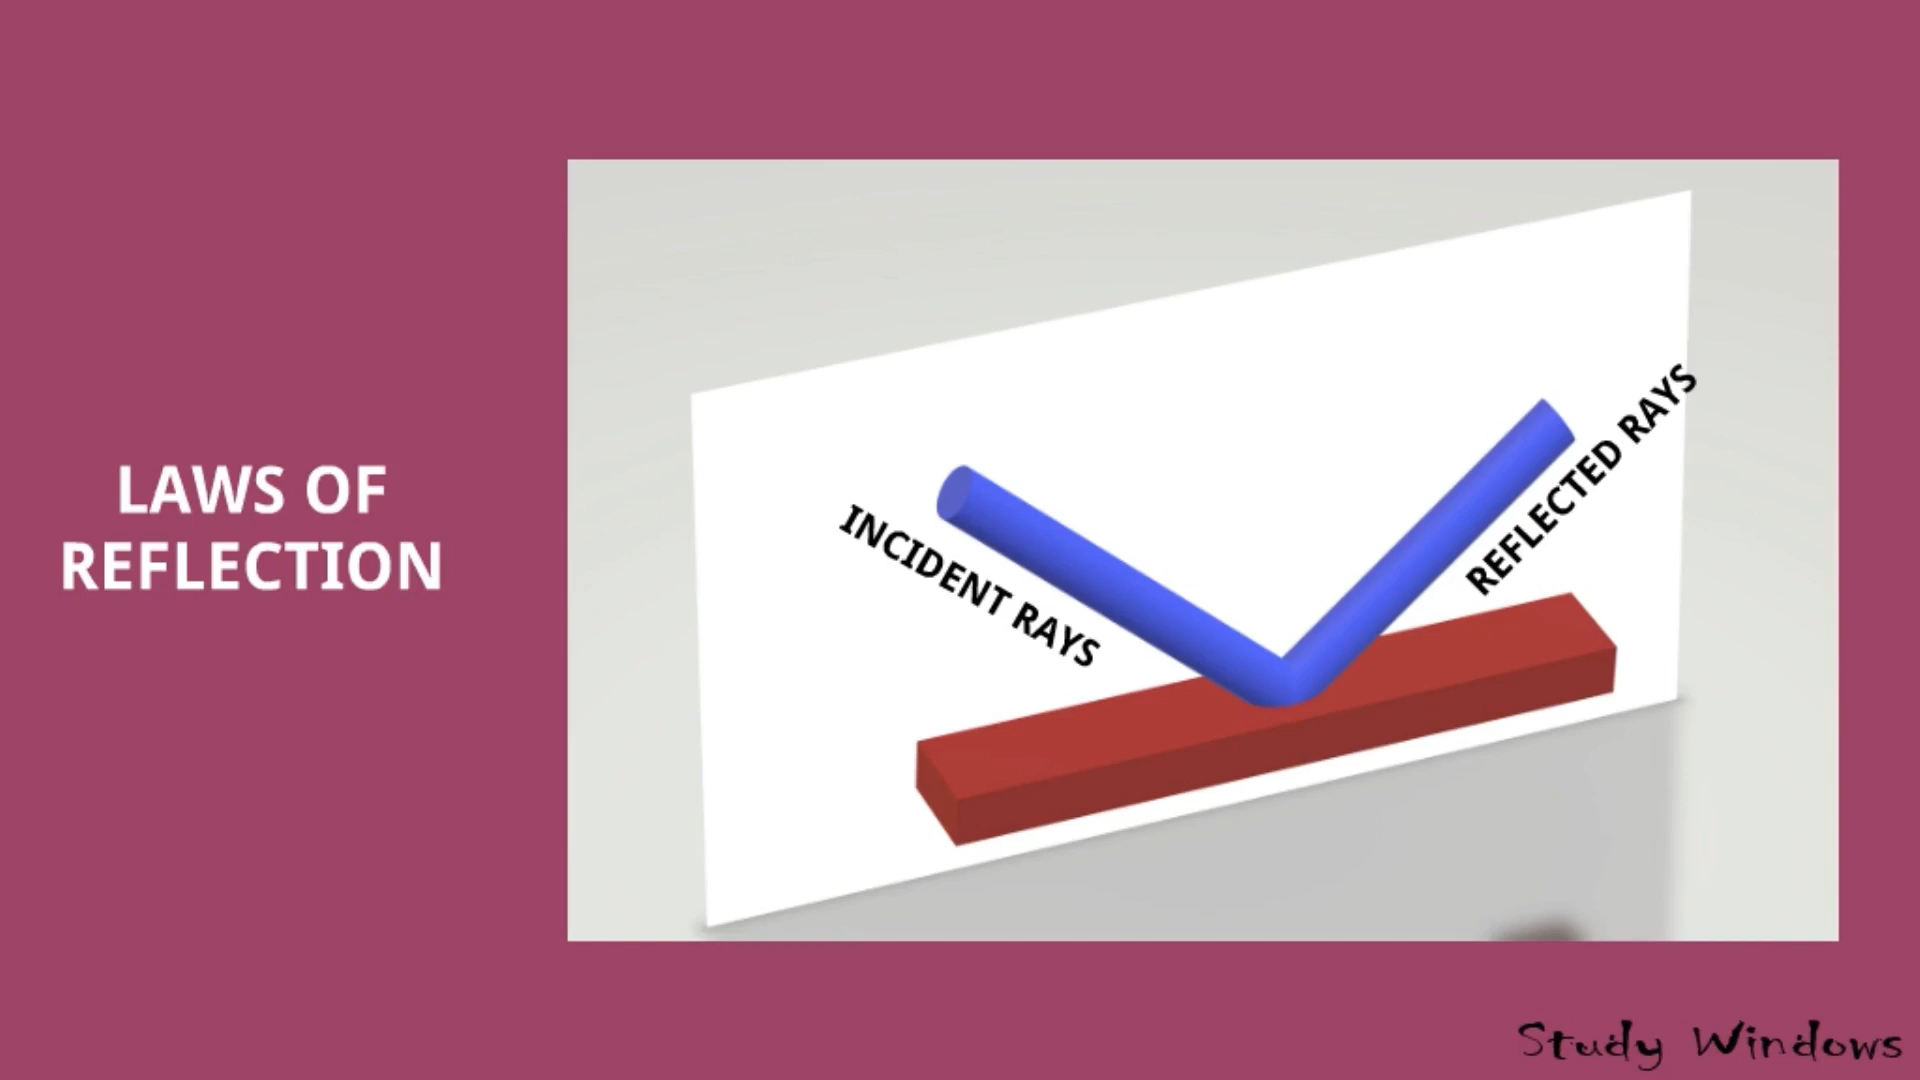 LAWS OF
REFLECTION
INCIDENT RAYS
REFLECTED RAYS
Study Windows